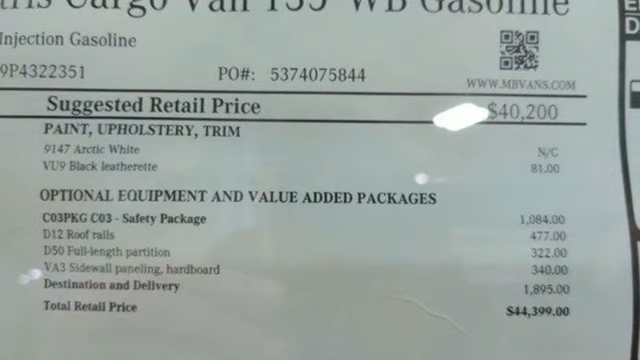 Cargo Van 135" WB Gasoline
Injection Gasoline
9P4322351 PO#: 5374075844
WWW.MBVANS.COM
Suggested Retail Price $40,200
PAINT, UPHOLSTERY, TRIM
9147 Arctic White N/C
VU9 Black leatherette 81.00
OPTIONAL EQUIPMENT AND VALUE ADDED PACKAGES
C03PKG C03 - Safety Package 1,084.00
D12 Roof rails 477.00
D50 Full-length partition 322.00
VA3 Sidewall paneling, hardboard 340.00
Destination and Delivery 1,895.00
Total Retail Price $44,399.00